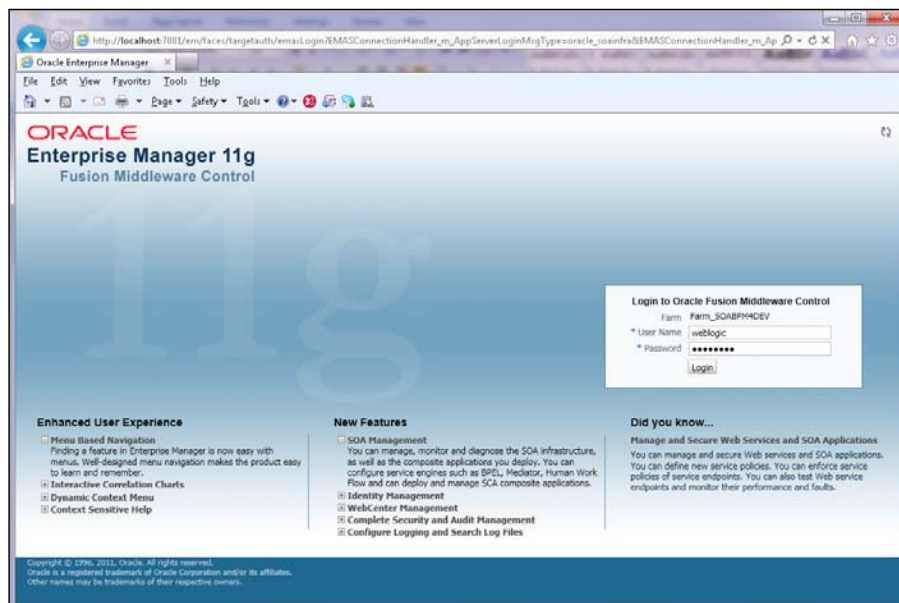 http://localhost:7001/em/faces/targetauth/emasLogin?EMASConnectionHandler_m_AppServerLoginMsgType=oracle_soainfra&EMASConnectionHandler_m_Ap
Oracle Enterprise Manager
File Edit View Favorites Tools Help
Page Safety Tools
ORACLE
Enterprise Manager 11g
Fusion Middleware Control
11g
Login to Oracle Fusion Middleware Control
Farm Farm_SOABPM4DEV
* User Name weblogic
* Password ••••••••
Login
Enhanced User Experience
Menu Based Navigation
Finding a feature in Enterprise Manager is now easy with
menus. Well-designed menu navigation makes the product easy
to learn and remember.
Interactive Correlation Charts
Dynamic Context Menu
Context Sensitive Help
New Features
SOA Management
You can manage, monitor and diagnose the SOA infrastructure,
as well as the composite applications you deploy. You can
configure service engines such as BPEL, Mediator, Human Work
Flow and can deploy and manage SCA composite applications.
Identity Management
WebCenter Management
Complete Security and Audit Management
Configure Logging and Search Log Files
Did you know...
Manage and Secure Web Services and SOA Applications
You can manage and secure Web services and SOA applications.
You can define new service policies. You can enforce service
policies of service endpoints. You can also test Web service
endpoints and monitor their performance and faults.
Copyright © 1996, 2011, Oracle. All rights reserved.
Oracle is a registered trademark of Oracle Corporation and/or its affiliates.
Other names may be trademarks of their respective owners.